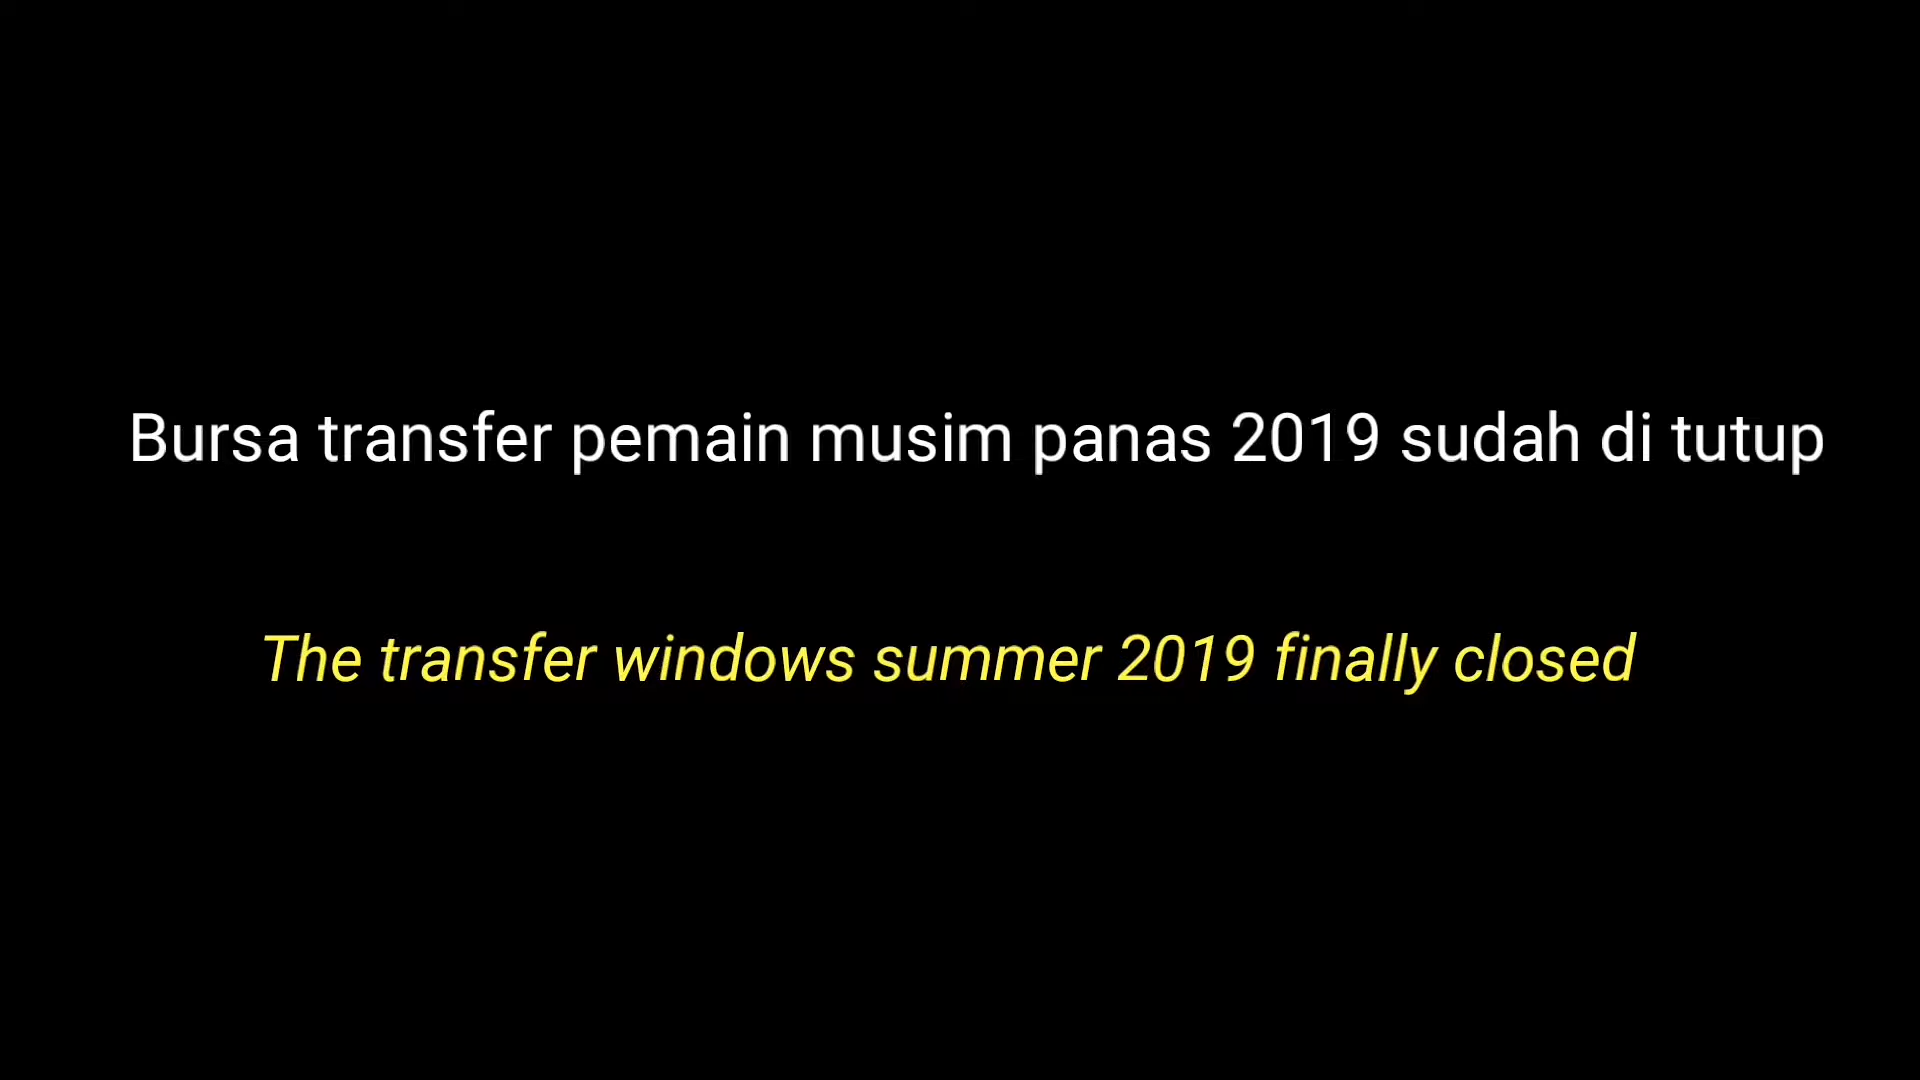 Bursa transfer pemain musim panas 2019 sudah di tutup
The transfer windows summer 2019 finally closed